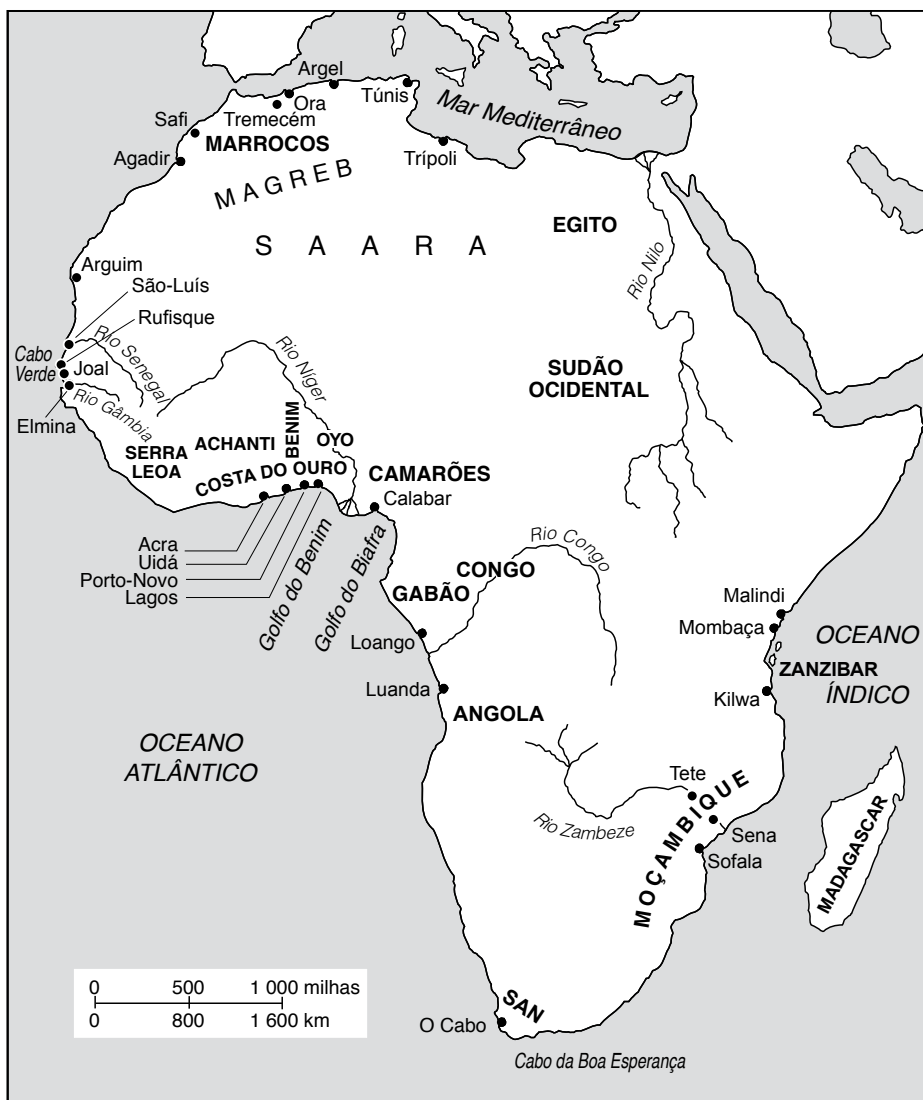 Argel
Túnis
Ora
Tremecém
Safi
MARROCOS
Agadir
Trípoli
Mar Mediterrâneo
MAGREB
SAARA
EGITO
Rio Nilo
Arguim
São-Luís
Rufisque
Cabo
Verde
Joal
Rio Senegal
Elmina
Rio Gâmbia
Rio Níger
SUDÃO
OCIDENTAL
SERRA
LEOA
ACHANTI
BENIM
OYO
COSTA DO OURO
CAMARÕES
Calabar
Acra
Uidá
Porto-Novo
Lagos
Golfo do Benim
Golfo do Biafra
Rio Congo
CONGO
GABÃO
Loango
Luanda
ANGOLA
Malindi
Mombaça
OCEANO
ÍNDICO
ZANZIBAR
Kilwa
OCEANO
ATLÂNTICO
Tete
Rio Zambeze
MOÇAMBIQUE
Sena
Sofala
MADAGASCAR
0 500 1 000 milhas
0 800 1 600 km
SAN
O Cabo
Cabo da Boa Esperança